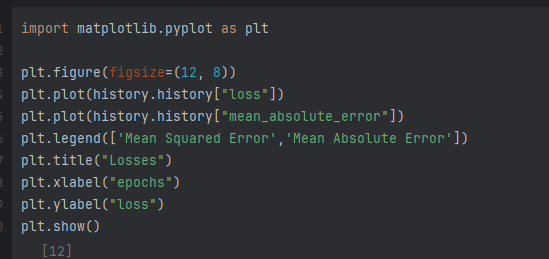 import matplotlib.pyplot as plt
plt.figure(figsize=(12, 8))
plt.plot(history.history["loss"])
plt.plot(history.history["mean_absolute_error"])
plt.legend(['Mean Squared Error','Mean Absolute Error'])
plt.title("Losses")
plt.xlabel("epochs")
plt.ylabel("loss")
plt.show()
[12]